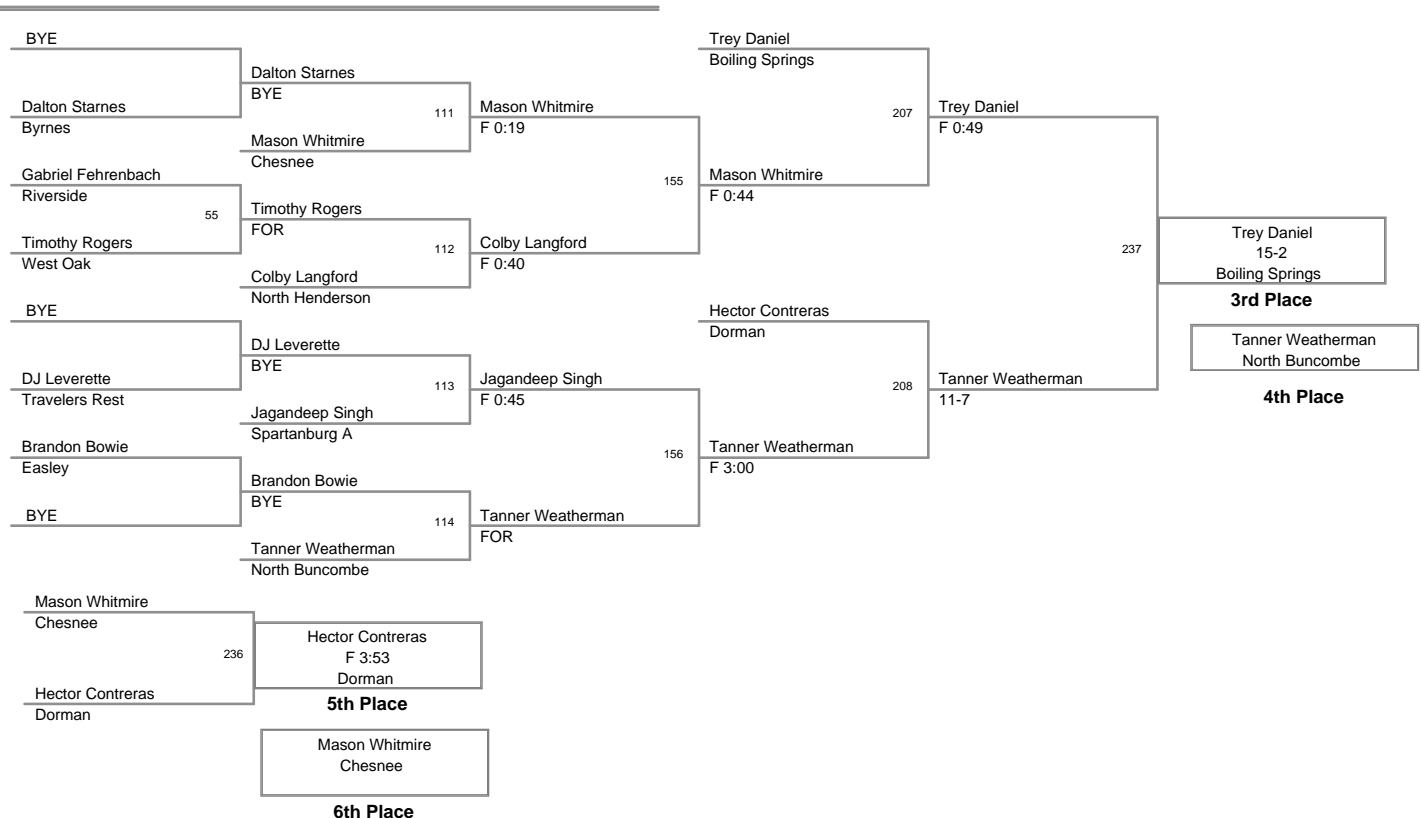 BYE
Dalton Starnes
Byrnes
Gabriel Fehrenbach
Riverside
55
Timothy Rogers
West Oak
BYE
DJ Leverette
Travelers Rest
Brandon Bowie
Easley
BYE
Dalton Starnes
BYE
111
Mason Whitmire
Chesnee
Timothy Rogers
FOR
112
Colby Langford
North Henderson
DJ Leverette
BYE
113
Jagandeep Singh
Spartanburg A
Brandon Bowie
BYE
114
Tanner Weatherman
North Buncombe
Mason Whitmire
F 0:19
155
Colby Langford
F 0:40
Jagandeep Singh
F 0:45
156
Tanner Weatherman
FOR
Trey Daniel
Boiling Springs
207
Mason Whitmire
F 0:44
Hector Contreras
Dorman
208
Tanner Weatherman
F 3:00
Trey Daniel
F 0:49
237
Tanner Weatherman
11-7
Trey Daniel
15-2
Boiling Springs
3rd Place
Tanner Weatherman
North Buncombe
4th Place
Mason Whitmire
Chesnee
236
Hector Contreras
Dorman
Hector Contreras
F 3:53
Dorman
5th Place
Mason Whitmire
Chesnee
6th Place